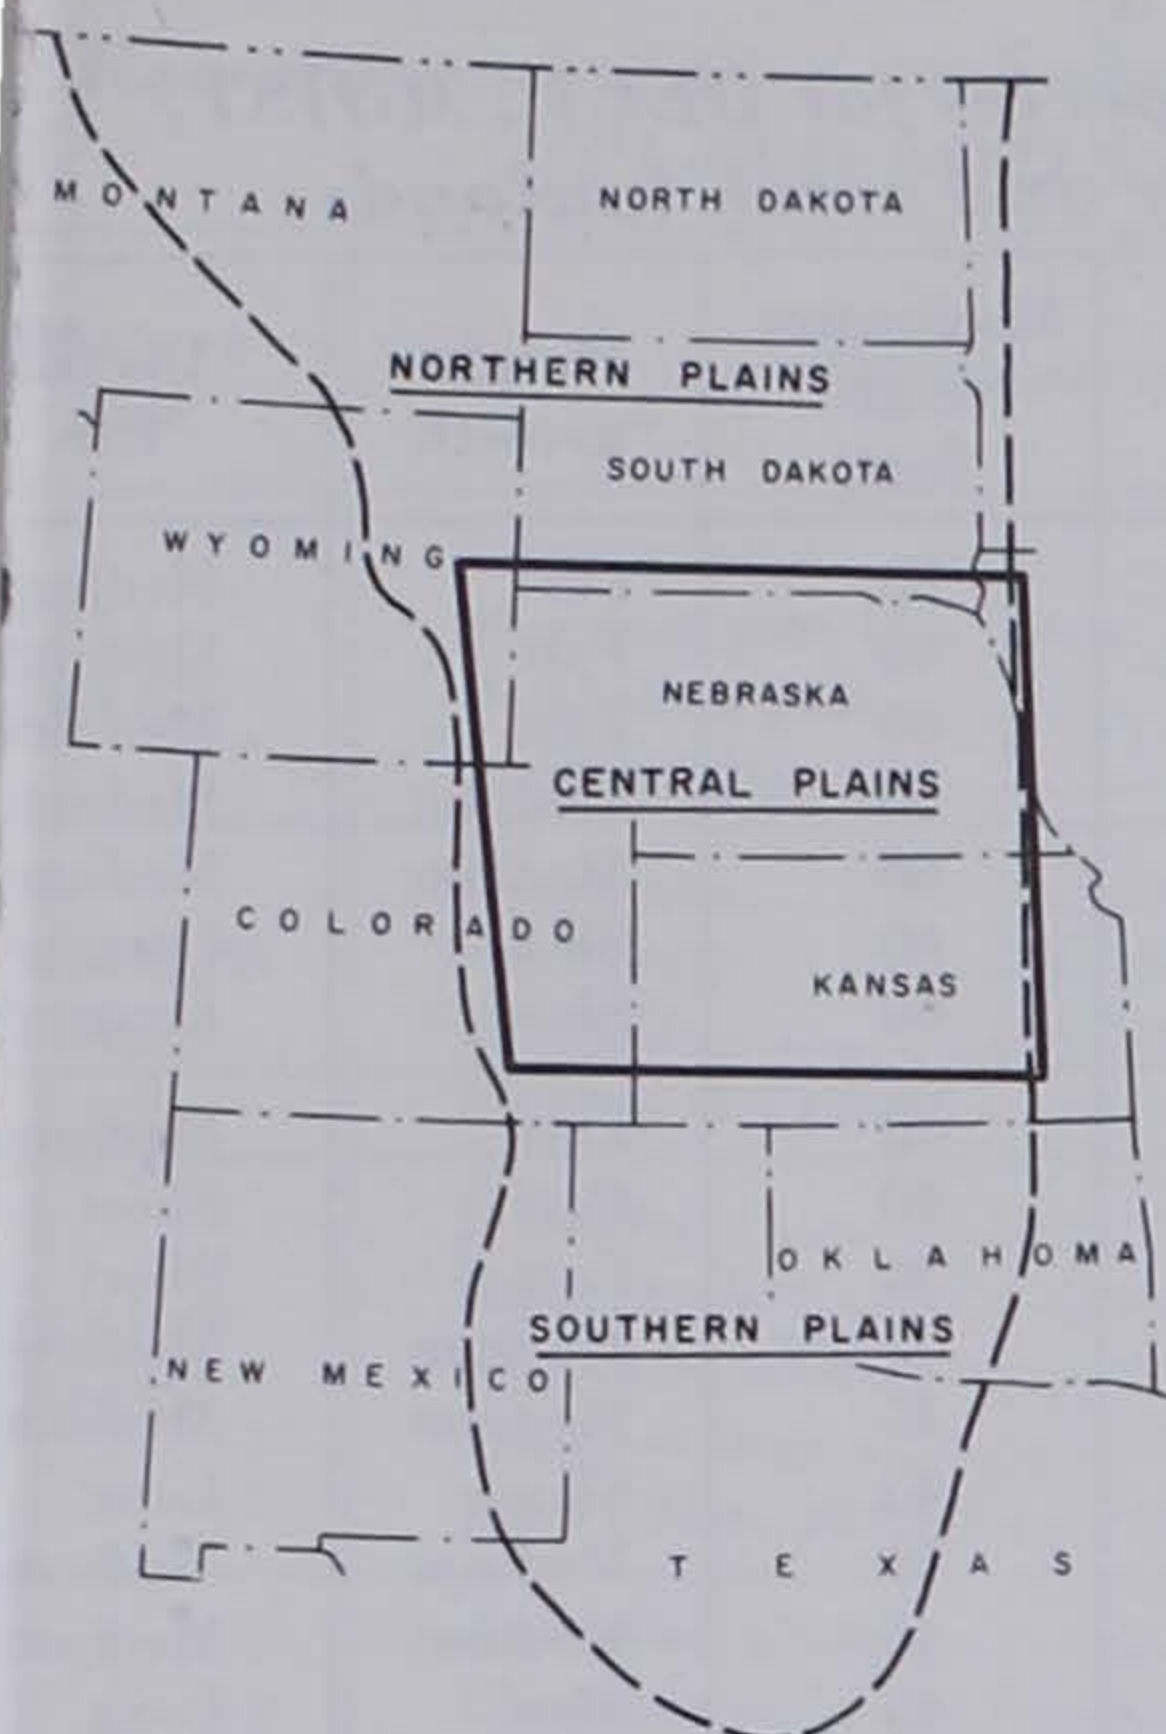 MONTANA
NORTH DAKOTA
NORTHERN PLAINS
SOUTH DAKOTA
WYOMING
NEBRASKA
CENTRAL PLAINS
COLORADO
KANSAS
OKLAHOMA
SOUTHERN PLAINS
NEW MEXICO
TEXAS